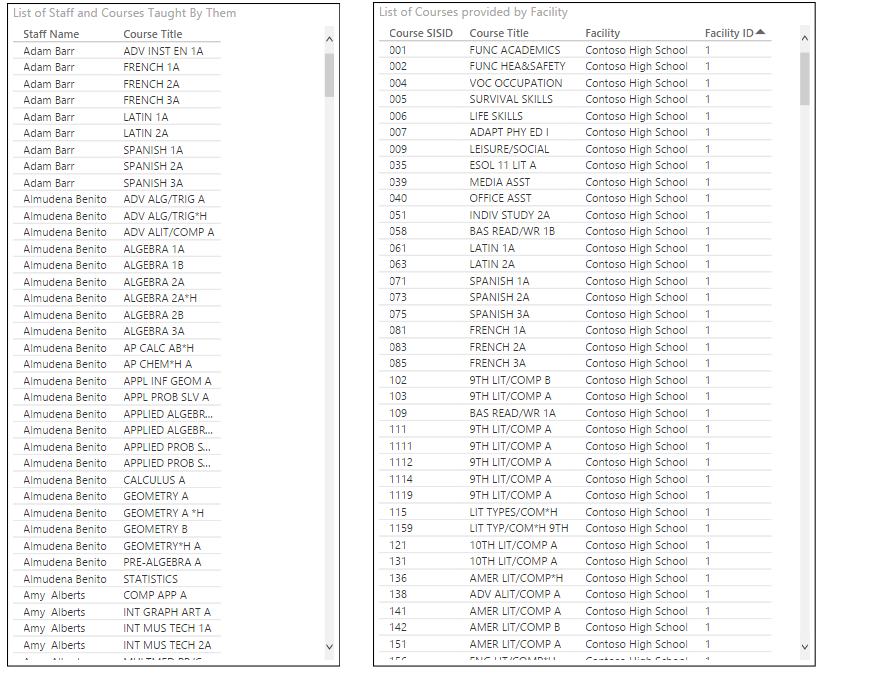 List of Staff and Courses Taught By Them
Staff Name Course Title
Adam Barr ADV INST EN 1A
Adam Barr FRENCH 1A
Adam Barr FRENCH 2A
Adam Barr FRENCH 3A
Adam Barr LATIN 1A
Adam Barr LATIN 2A
Adam Barr SPANISH 1A
Adam Barr SPANISH 2A
Adam Barr SPANISH 3A
Almudena Benito ADV ALG/TRIG A
Almudena Benito ADV ALG/TRIG*H
Almudena Benito ADV ALIT/COMP A
Almudena Benito ALGEBRA 1A
Almudena Benito ALGEBRA 1B
Almudena Benito ALGEBRA 2A
Almudena Benito ALGEBRA 2A*H
Almudena Benito ALGEBRA 2B
Almudena Benito ALGEBRA 3A
Almudena Benito AP CALC AB*H
Almudena Benito AP CHEM*H A
Almudena Benito APPL INF GEOM A
Almudena Benito APPL PROB SLV A
Almudena Benito APPLIED ALGEBR...
Almudena Benito APPLIED ALGEBR...
Almudena Benito APPLIED PROB S...
Almudena Benito APPLIED PROB S...
Almudena Benito CALCULUS A
Almudena Benito GEOMETRY A
Almudena Benito GEOMETRY A *H
Almudena Benito GEOMETRY B
Almudena Benito GEOMETRY*H A
Almudena Benito PRE-ALGEBRA A
Almudena Benito STATISTICS
Amy Alberts COMP APP A
Amy Alberts INT GRAPH ART A
Amy Alberts INT MUS TECH 1A
Amy Alberts INT MUS TECH 2A
List of Courses provided by Facility
Course SISID Course Title Facility Facility ID
001 FUNC ACADEMICS Contoso High School 1
002 FUNC HEA&SAFETY Contoso High School 1
004 VOC OCCUPATION Contoso High School 1
005 SURVIVAL SKILLS Contoso High School 1
006 LIFE SKILLS Contoso High School 1
007 ADAPT PHY ED I Contoso High School 1
009 LEISURE/SOCIAL Contoso High School 1
035 ESOL 11 LIT A Contoso High School 1
039 MEDIA ASST Contoso High School 1
040 OFFICE ASST Contoso High School 1
051 INDIV STUDY 2A Contoso High School 1
058 BAS READ/WR 1B Contoso High School 1
061 LATIN 1A Contoso High School 1
063 LATIN 2A Contoso High School 1
071 SPANISH 1A Contoso High School 1
073 SPANISH 2A Contoso High School 1
075 SPANISH 3A Contoso High School 1
081 FRENCH 1A Contoso High School 1
083 FRENCH 2A Contoso High School 1
085 FRENCH 3A Contoso High School 1
102 9TH LIT/COMP B Contoso High School 1
103 9TH LIT/COMP A Contoso High School 1
109 BAS READ/WR 1A Contoso High School 1
111 9TH LIT/COMP A Contoso High School 1
1111 9TH LIT/COMP A Contoso High School 1
1112 9TH LIT/COMP A Contoso High School 1
1114 9TH LIT/COMP A Contoso High School 1
1119 9TH LIT/COMP A Contoso High School 1
115 LIT TYPES/COM*H Contoso High School 1
1159 LIT TYP/COM*H 9TH Contoso High School 1
121 10TH LIT/COMP A Contoso High School 1
131 10TH LIT/COMP A Contoso High School 1
136 AMER LIT/COMP*H Contoso High School 1
138 ADV ALIT/COMP A Contoso High School 1
141 AMER LIT/COMP A Contoso High School 1
142 AMER LIT/COMP B Contoso High School 1
151 AMER LIT/COMP A Contoso High School 1